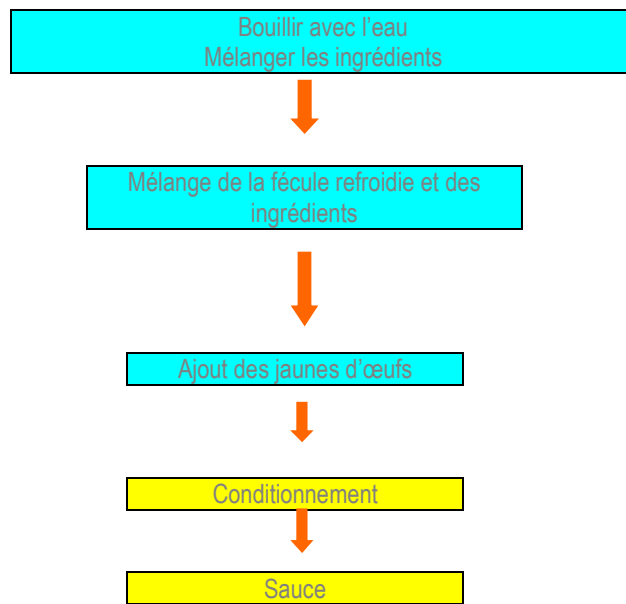 Bouillir avec l’eau
Mélanger les ingrédients
Mélange de la fécule refroidie et des
ingrédients
Ajout des jaunes d’œufs
Conditionnement
Sauce